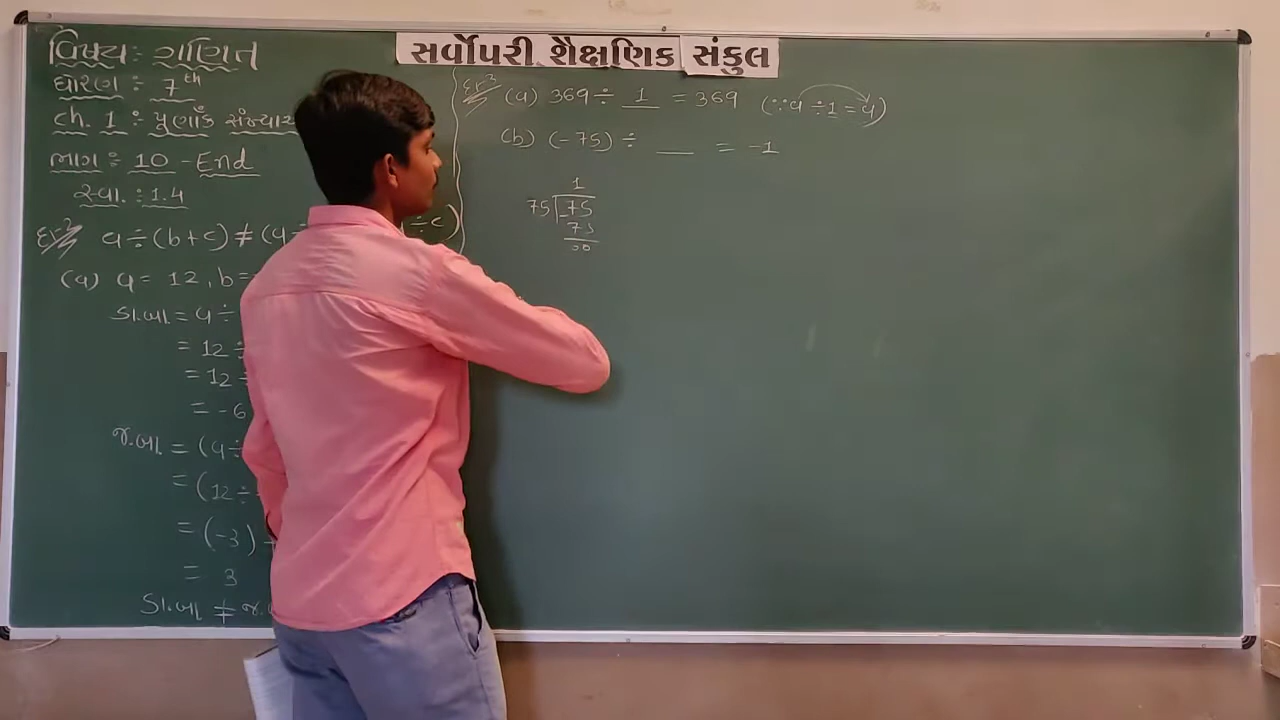 સર્વોપરી શૈક્ષણિક સંકુલ
વિષય : ગણિત
ધોરણ : 7th
ch. 1 : પૂર્ણાંક
ભાગ : 10 - End
સ્વા. : 1.4
a ÷ (b + c) ≠ (a ÷ c)
(a) a = 12, b =
ડા.બા = a ÷
= 12 ÷
= 12 ÷
= -6
જ.બા = (a ÷
= (12 ÷
= (-3)
= 3
ડા.બા ≠ જ.
(a) 369 ÷ 1 = 369 (∵ a ÷ 1 = a)
(b) (-75) ÷ __ = -1
1
75 75
- 75
00